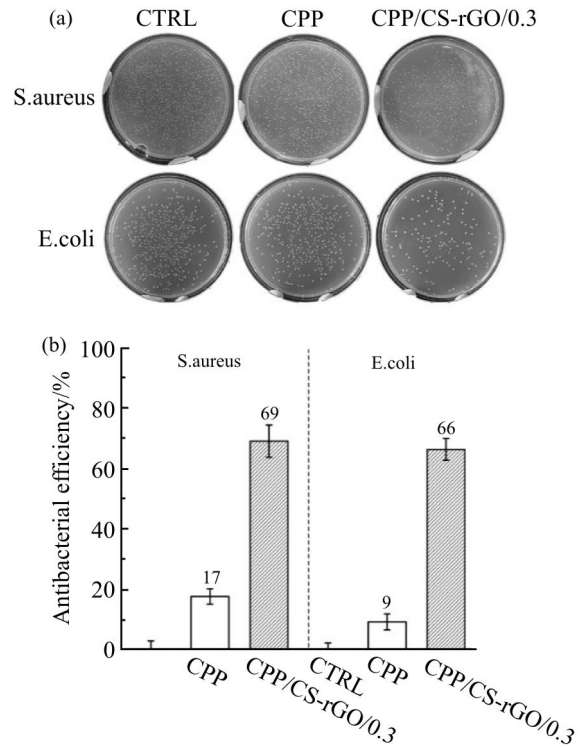 (a)
CTRL CPP CPP/CS-rGO/0.3
S.aureus
E.coli
(b)
Antibacterial efficiency/%
100
80
60
40
20
0
S.aureus E.coli
17
69
9
66
CPP
CPP/CS-rGO/0.3
CTRL
CPP
CPP/CS-rGO/0.3